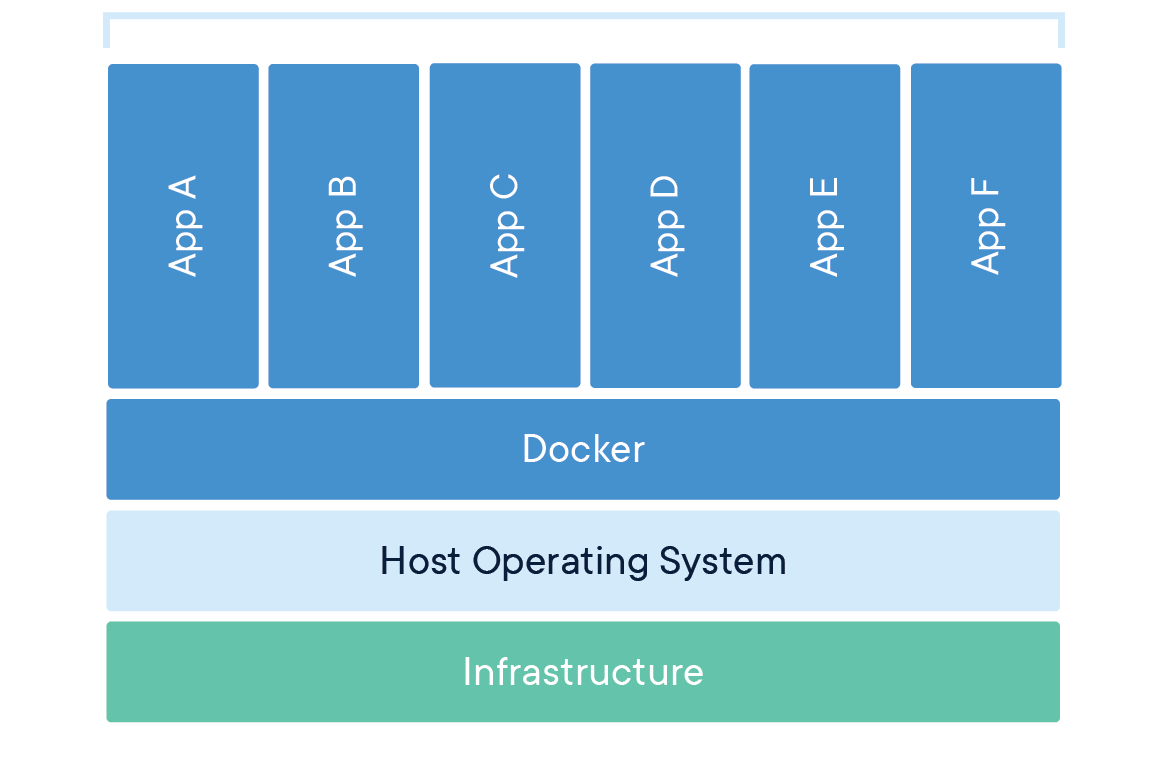 App A
App B
App C
App D
App E
App F
Docker
Host Operating System
Infrastructure